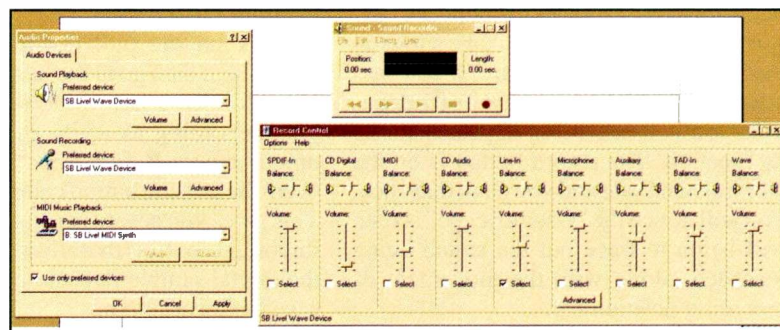 Audio Properties
Audio Devices
Sound Playback
Preferred device:
SB Live! Wave Device
Volume Advanced
Sound Recording
Preferred device:
SB Live! Wave Device
Volume Advanced
MIDI Music Playback
Preferred device:
B: SB Live! MIDI Synth
Volume About
Use only preferred devices
OK Cancel Apply
Sound - Sound Recorder
File Edit Effects Help
Position:
0.00 sec.
Length:
0.00 sec.
Record Control
Options Help
SPDIF-In CD Digital MIDI CD Audio Line-In Microphone Auxiliary TAD-In Wave
Balance: Balance: Balance: Balance: Balance: Balance: Balance: Balance: Balance:
Volume: Volume: Volume: Volume: Volume: Volume: Volume: Volume: Volume:
Select Select Select Select Select Select Select Select Select
Advanced
SB Live! Wave Device